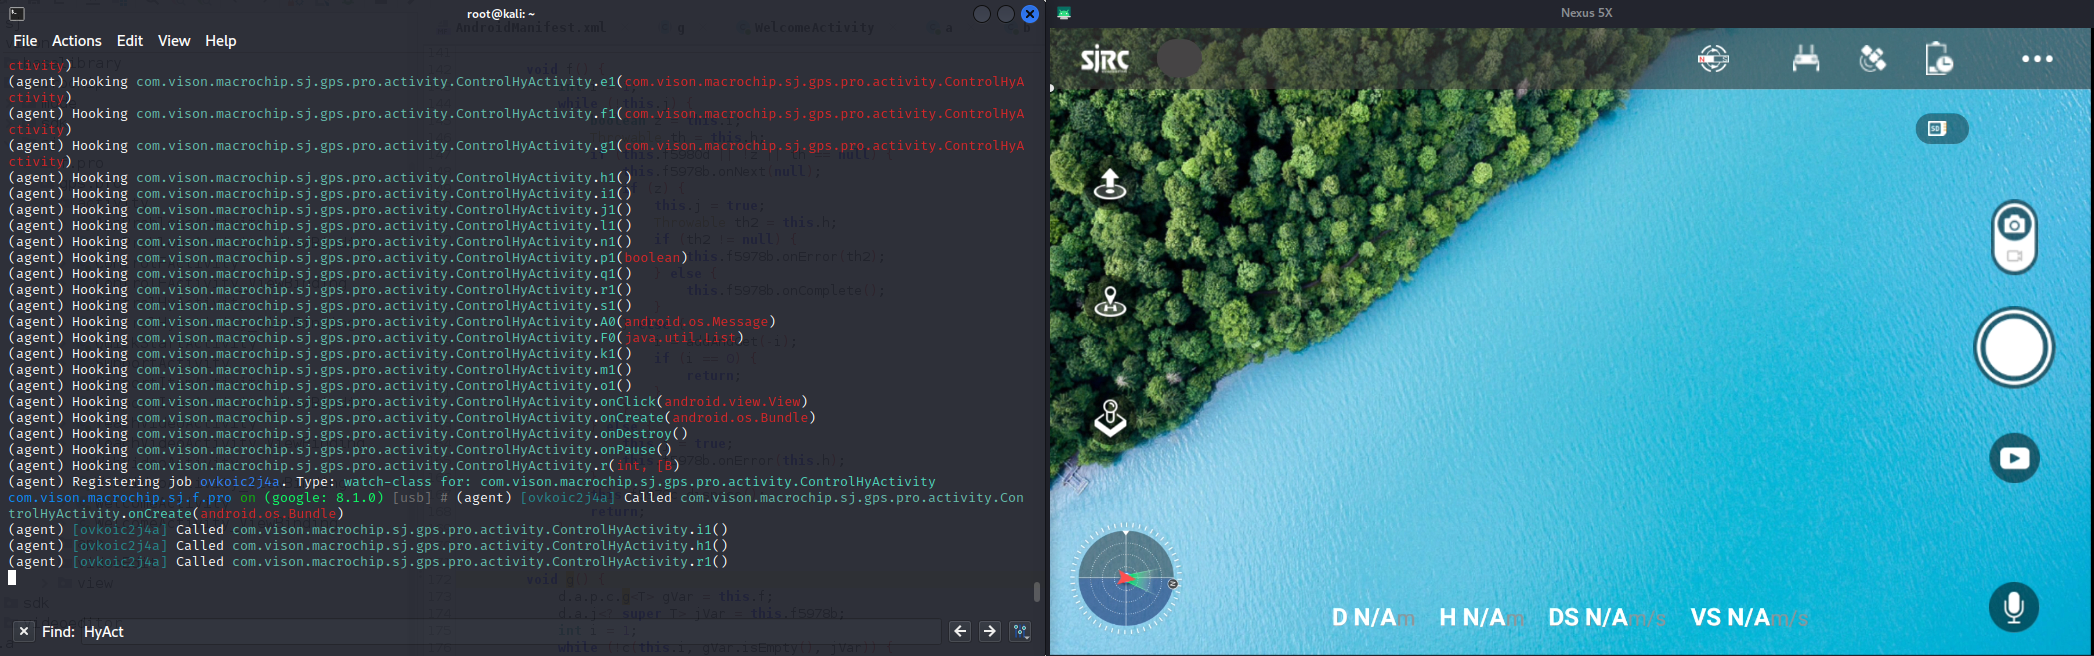 root@kali: ~
File Actions Edit View Help
ctivity)
(agent) Hooking com.vison.macrochip.sj.gps.pro.activity.ControlHyActivity.e1(com.vison.macrochip.sj.gps.pro.activity.ControlHyA
ctivity)
(agent) Hooking com.vison.macrochip.sj.gps.pro.activity.ControlHyActivity.f1(com.vison.macrochip.sj.gps.pro.activity.ControlHyA
ctivity)
(agent) Hooking com.vison.macrochip.sj.gps.pro.activity.ControlHyActivity.g1(com.vison.macrochip.sj.gps.pro.activity.ControlHyA
ctivity)
(agent) Hooking com.vison.macrochip.sj.gps.pro.activity.ControlHyActivity.h1()
(agent) Hooking com.vison.macrochip.sj.gps.pro.activity.ControlHyActivity.i1()
(agent) Hooking com.vison.macrochip.sj.gps.pro.activity.ControlHyActivity.j1()
(agent) Hooking com.vison.macrochip.sj.gps.pro.activity.ControlHyActivity.l1()
(agent) Hooking com.vison.macrochip.sj.gps.pro.activity.ControlHyActivity.n1()
(agent) Hooking com.vison.macrochip.sj.gps.pro.activity.ControlHyActivity.p1(boolean)
(agent) Hooking com.vison.macrochip.sj.gps.pro.activity.ControlHyActivity.q1()
(agent) Hooking com.vison.macrochip.sj.gps.pro.activity.ControlHyActivity.r1()
(agent) Hooking com.vison.macrochip.sj.gps.pro.activity.ControlHyActivity.s1()
(agent) Hooking com.vison.macrochip.sj.gps.pro.activity.ControlHyActivity.A0(android.os.Message)
(agent) Hooking com.vison.macrochip.sj.gps.pro.activity.ControlHyActivity.F0(java.util.List)
(agent) Hooking com.vison.macrochip.sj.gps.pro.activity.ControlHyActivity.k1()
(agent) Hooking com.vison.macrochip.sj.gps.pro.activity.ControlHyActivity.m1()
(agent) Hooking com.vison.macrochip.sj.gps.pro.activity.ControlHyActivity.o1()
(agent) Hooking com.vison.macrochip.sj.gps.pro.activity.ControlHyActivity.onClick(android.view.View)
(agent) Hooking com.vison.macrochip.sj.gps.pro.activity.ControlHyActivity.onCreate(android.os.Bundle)
(agent) Hooking com.vison.macrochip.sj.gps.pro.activity.ControlHyActivity.onDestroy()
(agent) Hooking com.vison.macrochip.sj.gps.pro.activity.ControlHyActivity.onPause()
(agent) Hooking com.vison.macrochip.sj.gps.pro.activity.ControlHyActivity.r(int, [B)
(agent) Registering job ovkoic2j4a. Type: watch-class for: com.vison.macrochip.sj.gps.pro.activity.ControlHyActivity
com.vison.macrochip.sj.f.pro on (google: 8.1.0) [usb] # (agent) [ovkoic2j4a] Called com.vison.macrochip.sj.gps.pro.activity.Con
trolHyActivity.onCreate(android.os.Bundle)
(agent) [ovkoic2j4a] Called com.vison.macrochip.sj.gps.pro.activity.ControlHyActivity.i1()
(agent) [ovkoic2j4a] Called com.vison.macrochip.sj.gps.pro.activity.ControlHyActivity.h1()
(agent) [ovkoic2j4a] Called com.vison.macrochip.sj.gps.pro.activity.ControlHyActivity.r1()
Find: HyAct
Nexus 5X
SJRC
D N/Am H N/Am DS N/Am/s VS N/Am/s